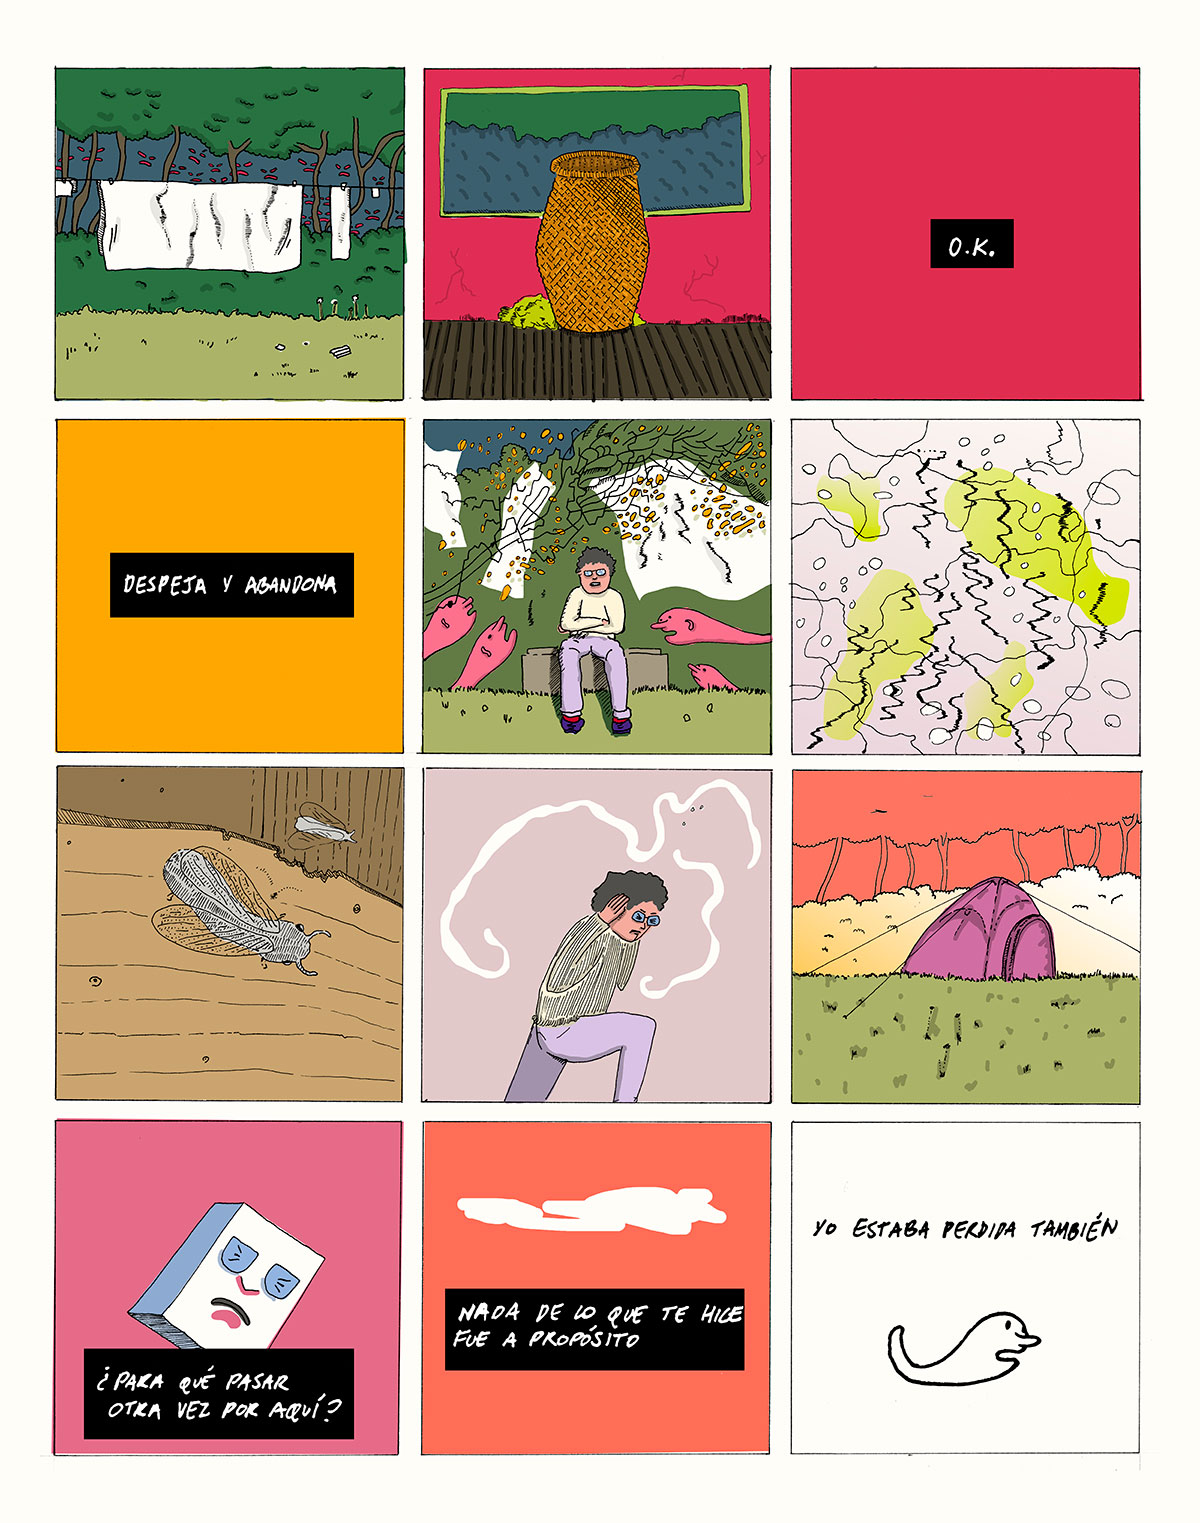 O.K.
DESPEJA Y ABANDONA
¿PARA QUÉ PASAR
OTRA VEZ POR AQUÍ?
NADA DE LO QUE TE HICE
FUE A PROPÓSITO
YO ESTABA PERDIDA TAMBIÉN